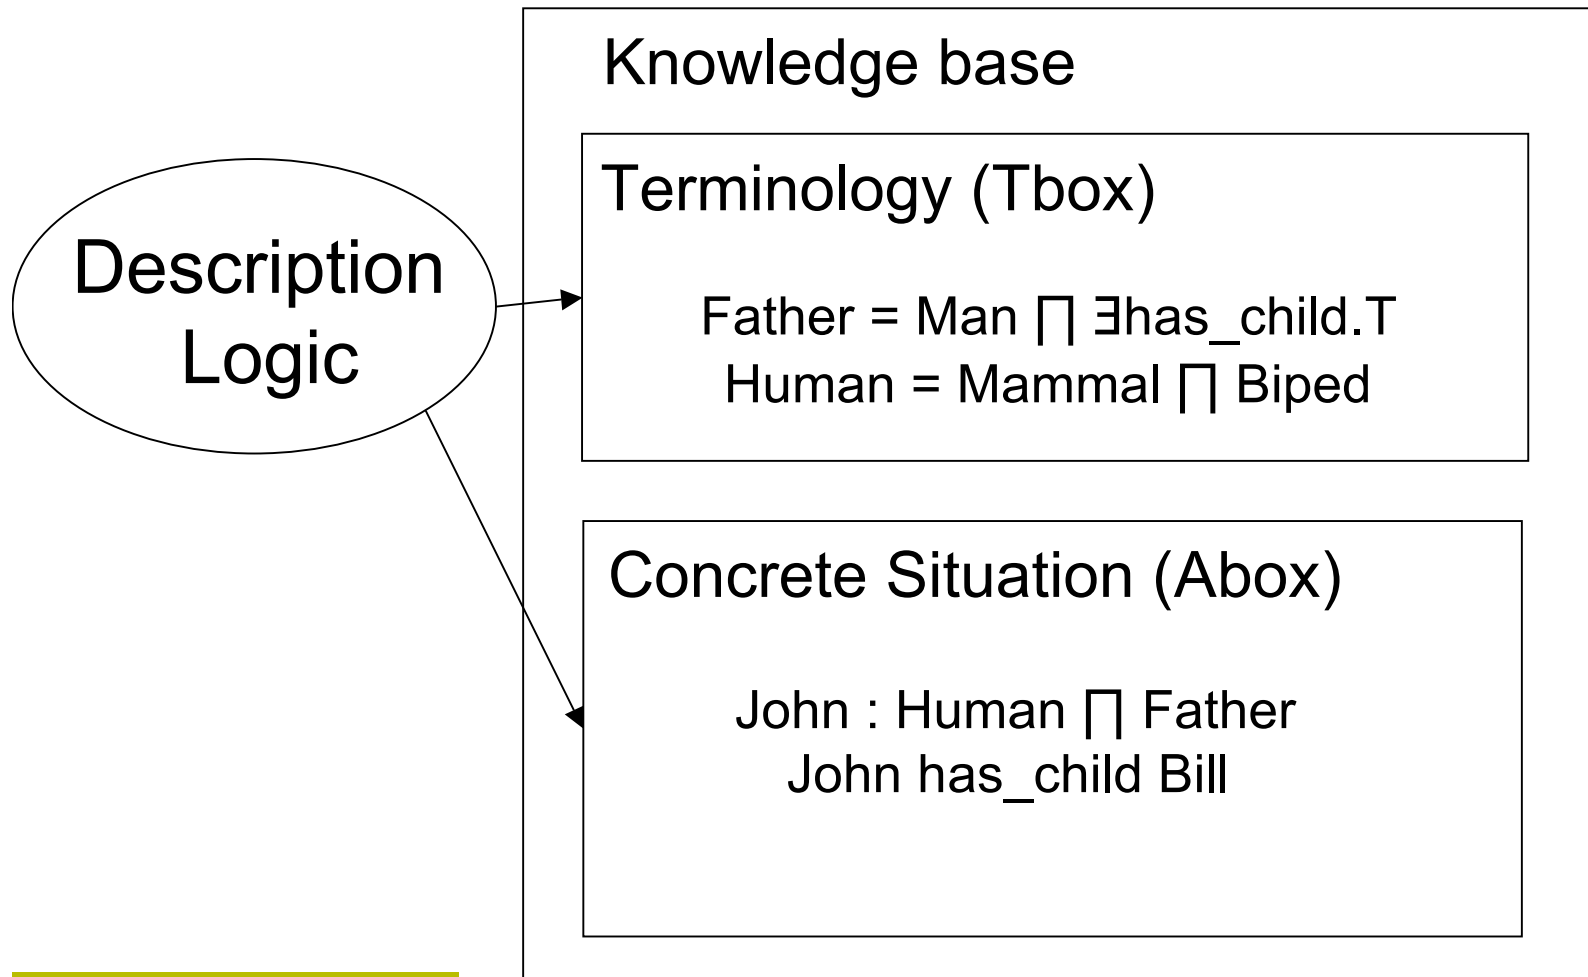 Description
Logic
Knowledge base
Terminology (Tbox)
Father = Man ∏ ∃has_child.T
Human = Mammal ∏ Biped
Concrete Situation (Abox)
John : Human ∏ Father
John has_child Bill